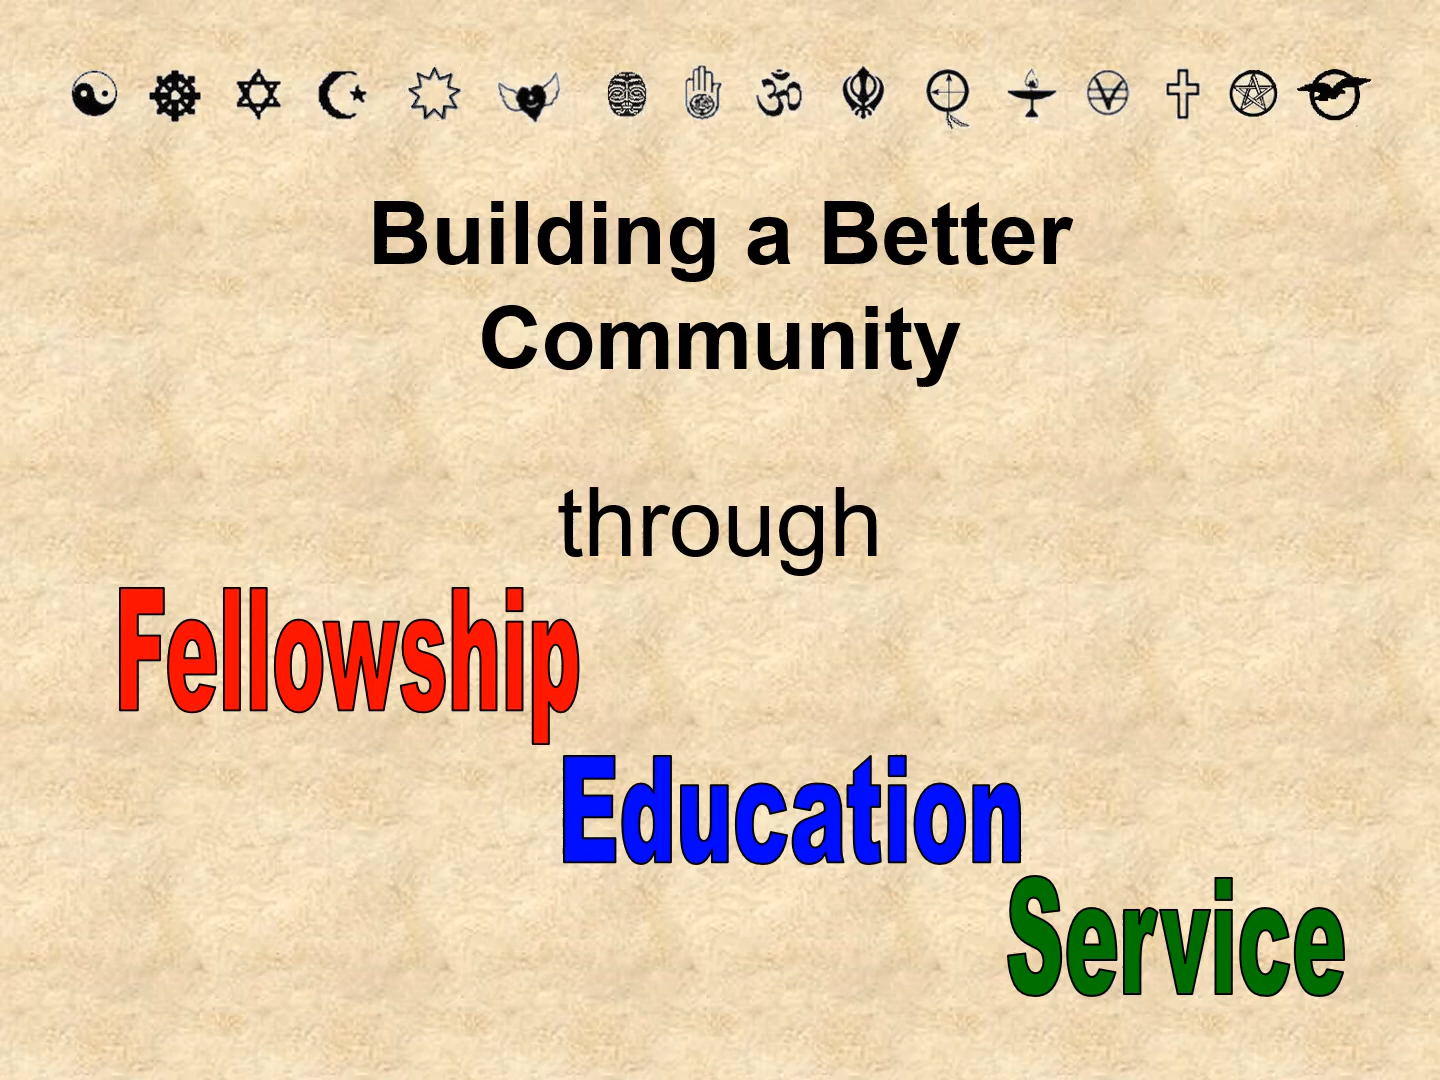 Building a Better
Community
through
Fellowship
Education
Service